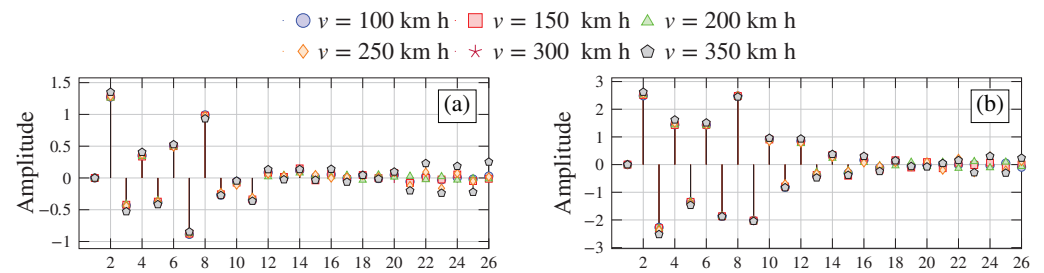 v = 100 km h v = 150 km h v = 200 km h
v = 250 km h v = 300 km h v = 350 km h
Amplitude
1.5
1
0.5
0
−0.5
−1
(a)
2 4 6 8 10 12 14 16 18 20 22 24 26
Amplitude
3
2
1
0
−1
−2
−3
(b)
2 4 6 8 10 12 14 16 18 20 22 24 26